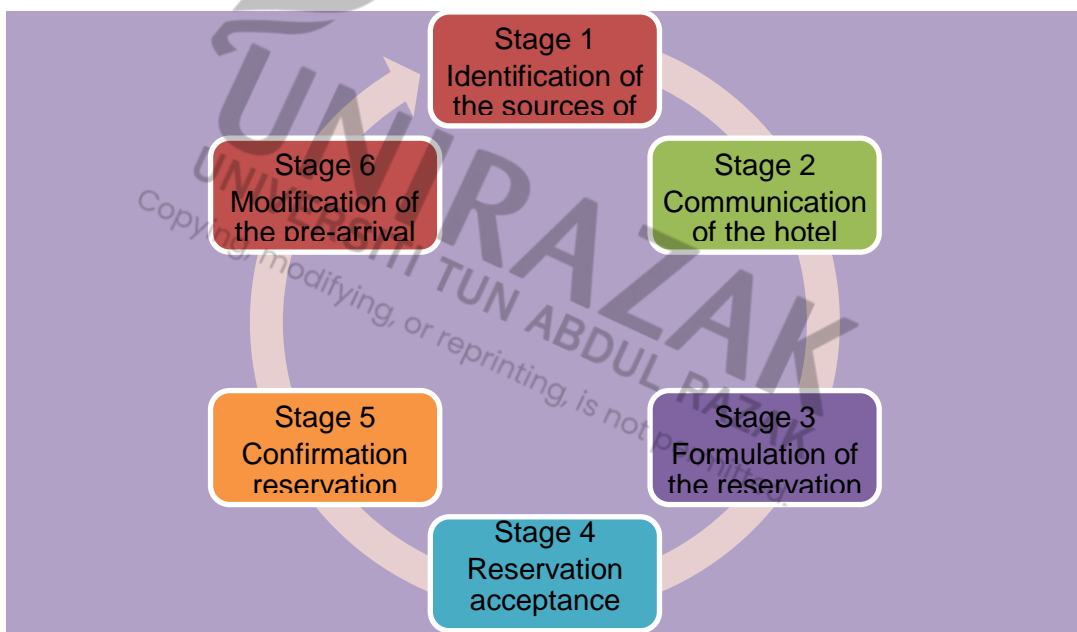 Stage 1
Identification of
the sources of
Stage 2
Communication
of the hotel
Stage 3
Formulation of
the reservation
Stage 4
Reservation
acceptance
Stage 5
Confirmation
reservation
Stage 6
Modification of
the pre-arrival
UNIRAZAK
UNIVERSITI TUN ABDUL RAZAK
Copying, modifying, or reprinting, is not permitted.